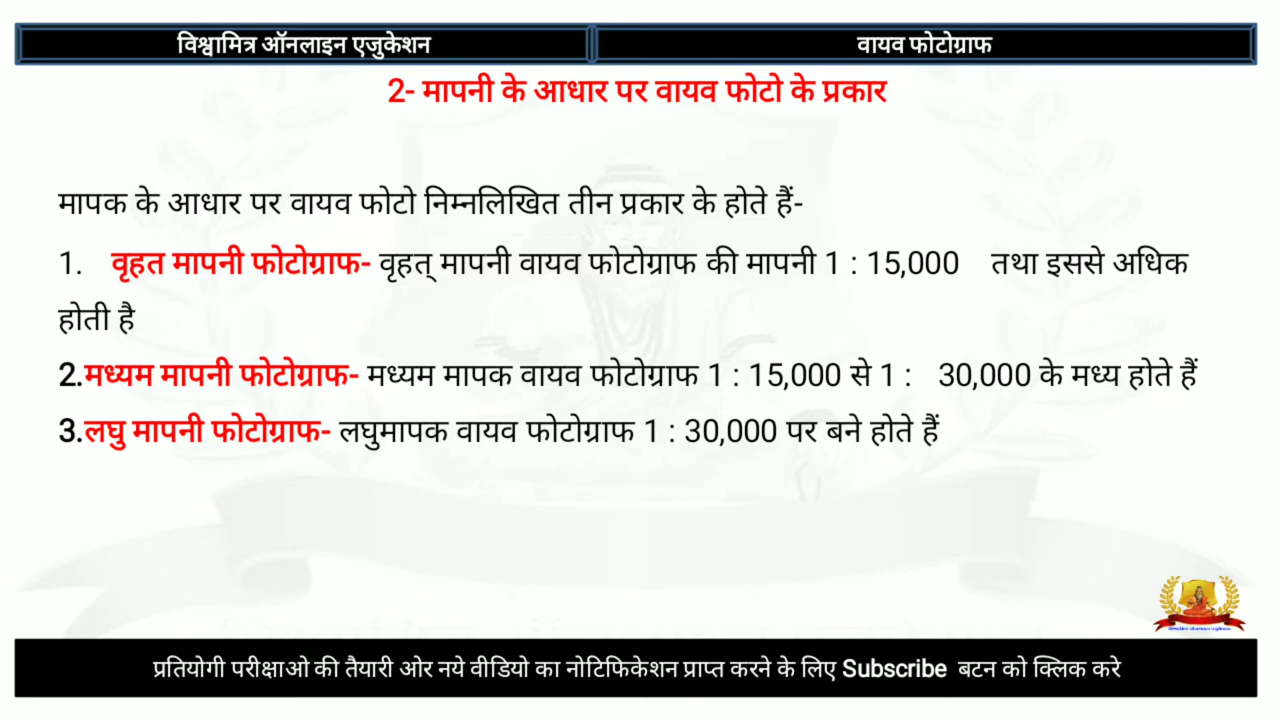 विश्वामित्र ऑनलाइन एजुकेशन
वायव फोटोग्राफ
2- मापनी के आधार पर वायव फोटो के प्रकार
मापक के आधार पर वायव फोटो निम्नलिखित तीन प्रकार के होते हैं-
1. वृहत मापनी फोटोग्राफ- वृहत् मापनी वायव फोटोग्राफ की मापनी 1 : 15,000 तथा इससे अधिक
होती है
2.मध्यम मापनी फोटोग्राफ- मध्यम मापक वायव फोटोग्राफ 1 : 15,000 से 1 : 30,000 के मध्य होते हैं
3.लघु मापनी फोटोग्राफ- लघुमापक वायव फोटोग्राफ 1 : 30,000 पर बने होते हैं
प्रतियोगी परीक्षाओ की तैयारी ओर नये वीडियो का नोटिफिकेशन प्राप्त करने के लिए Subscribe बटन को क्लिक करे